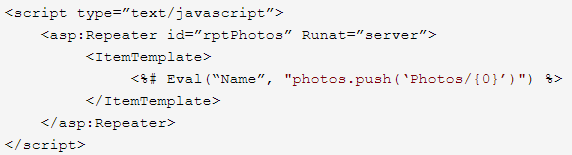 <script type=”text/javascript”>
<asp:Repeater id=”rptPhotos” Runat=”server”>
<ItemTemplate>
<%# Eval(“Name”, "photos.push(‘Photos/{0}’)") %>
</ItemTemplate>
</asp:Repeater>
</script>